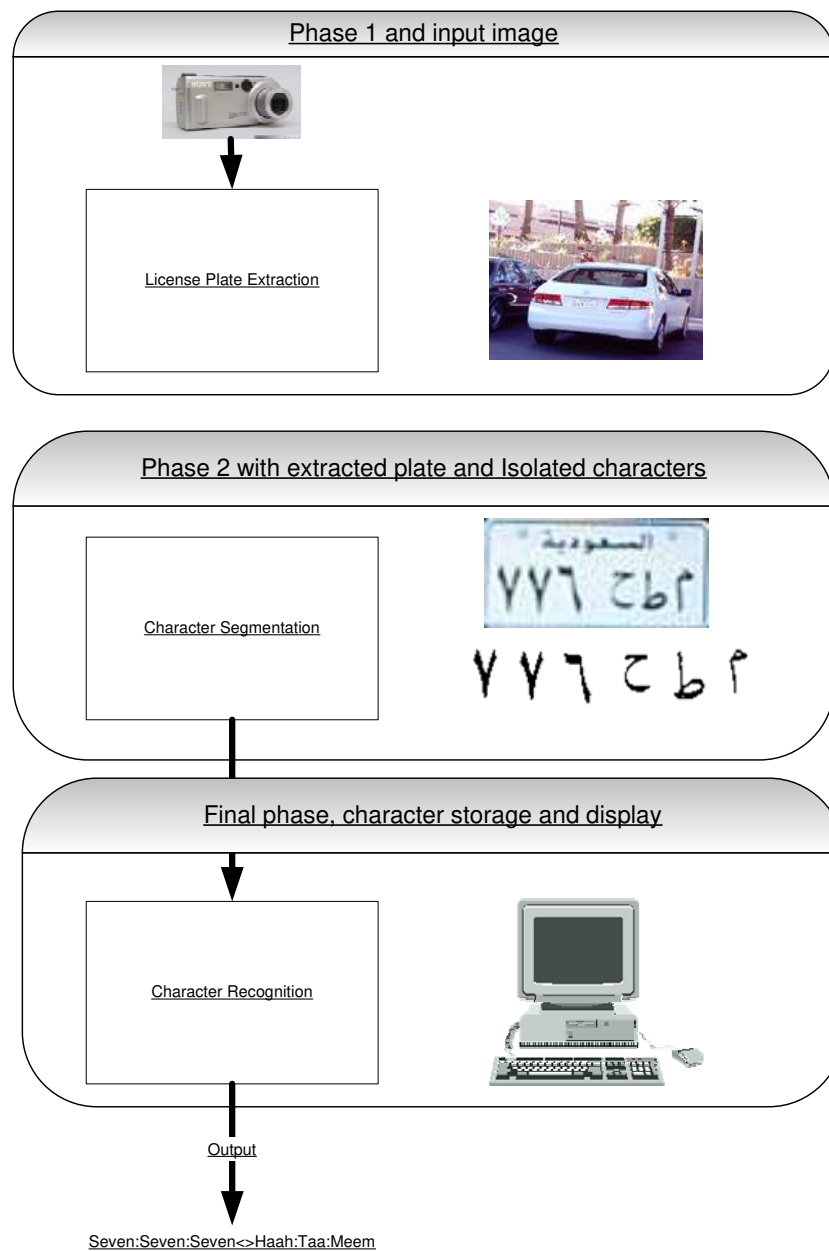 Phase 1 and input image
SONY
License Plate Extraction
Phase 2 with extracted plate and Isolated characters
السعودية
٧٧٦ ح ط م
Character Segmentation
٧ ٧ ٦ ح ط م
Final phase, character storage and display
Character Recognition
Output
Seven:Seven:Seven<>Haah:Taa:Meem